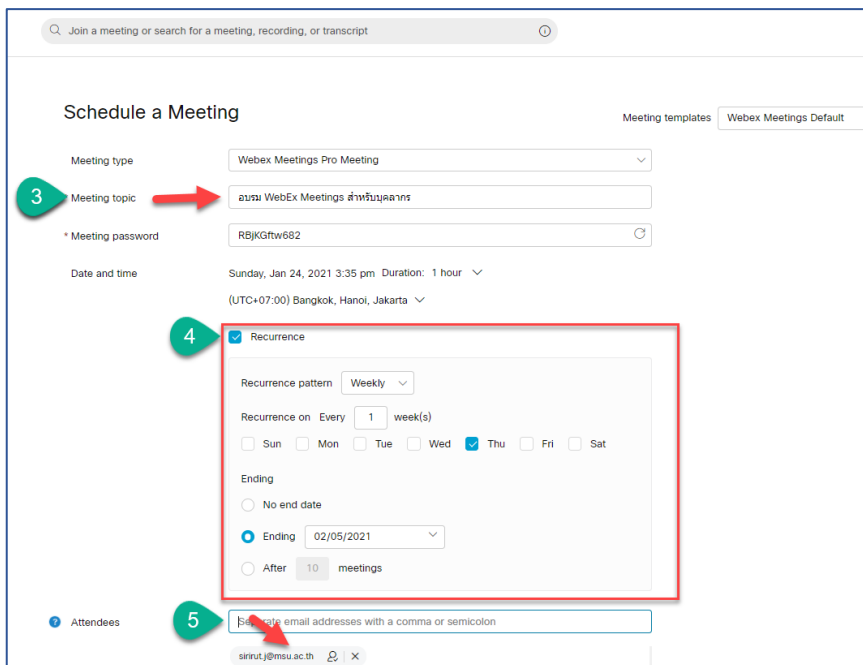 Join a meeting or search for a meeting, recording, or transcript
Schedule a Meeting
Meeting templates Webex Meetings Default
Meeting type Webex Meetings Pro Meeting
3 Meeting topic อบรม WebEx Meetings สำหรับบุคลากร
* Meeting password RBjKGftw682
Date and time Sunday, Jan 24, 2021 3:35 pm Duration: 1 hour
(UTC+07:00) Bangkok, Hanoi, Jakarta
4 Recurrence
Recurrence pattern Weekly
Recurrence on Every 1 week(s)
Sun Mon Tue Wed Thu Fri Sat
Ending
No end date
Ending 02/05/2021
After 10 meetings
? Attendees 5 Separate email addresses with a comma or semicolon
sirirut.j@msu.ac.th